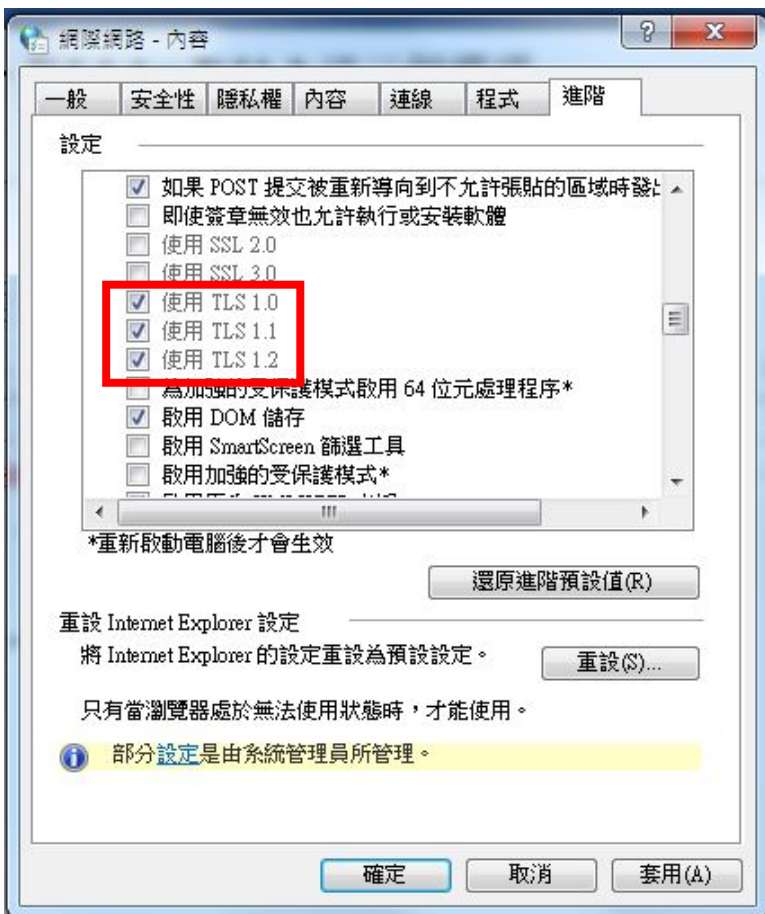 網際網路 - 內容
一般 安全性 隱私權 內容 連線 程式 進階
設定
如果 POST 提交被重新導向到不允許張貼的區域時發出
即使簽章無效也允許執行或安裝軟體
使用 SSL 2.0
使用 SSL 3.0
使用 TLS 1.0
使用 TLS 1.1
使用 TLS 1.2
為加強的受保護模式啟用 64 位元處理程序*
啟用 DOM 儲存
啟用 SmartScreen 篩選工具
啟用加強的受保護模式*
*重新啟動電腦後才會生效
還原進階預設值(R)
重設 Internet Explorer 設定
將 Internet Explorer 的設定重設為預設設定。
重設(S)...
只有當瀏覽器處於無法使用狀態時，才能使用。
部分設定是由系統管理員所管理。
確定 取消 套用(A)